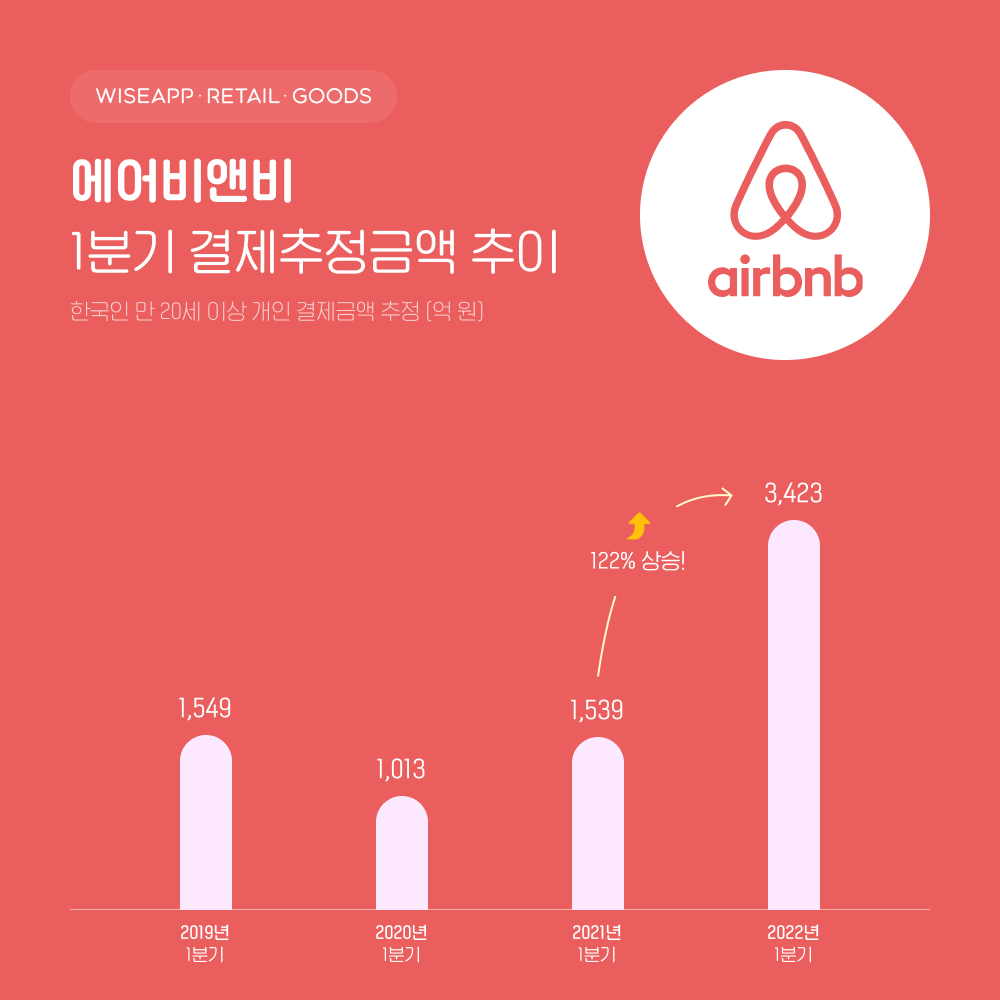 WISEAPP · RETAIL · GOODS
에어비앤비
1분기 결제추정금액 추이
한국인 만 20세 이상 개인 결제금액 추정 (억 원)
airbnb
3,423
122% 상승!
1,549
1,539
1,013
2019년
1분기
2020년
1분기
2021년
1분기
2022년
1분기